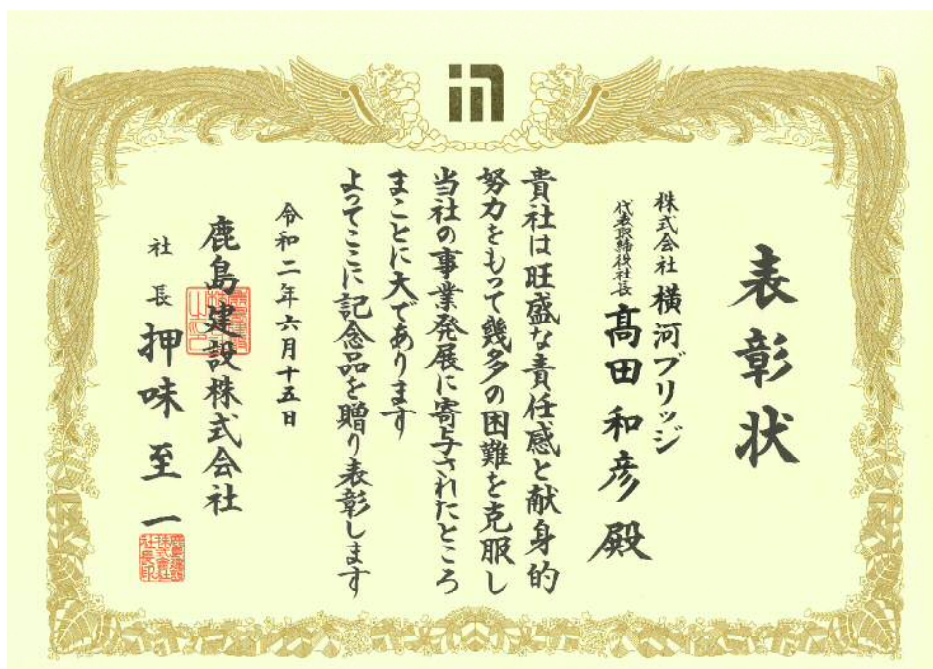 表彰状
株式会社 横河ブリッジ
代表取締役社長 髙田和彦 殿
貴社は旺盛な責任感と献身的
努力をもって幾多の困難を克服し
当社の事業発展に寄与されたところ
まことに大であります
よってここに記念品を贈り表彰します
令和二年六月十五日
鹿島建設株式会社
社長 押味至一